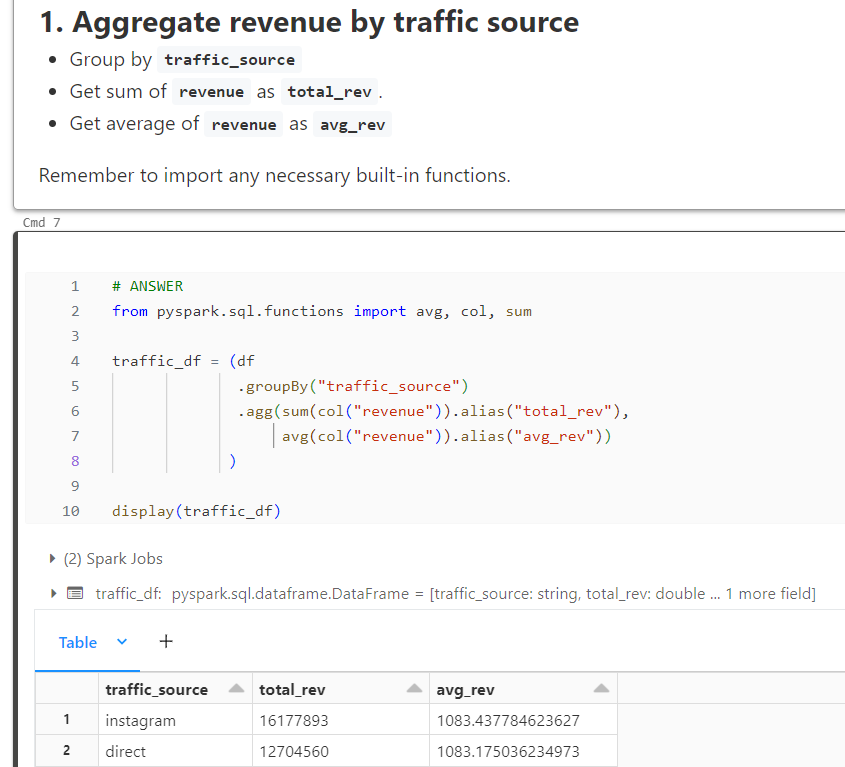 1. Aggregate revenue by traffic source
• Group by traffic_source
• Get sum of revenue as total_rev .
• Get average of revenue as avg_rev
Remember to import any necessary built-in functions.
Cmd 7
1 # ANSWER
2 from pyspark.sql.functions import avg, col, sum
3
4 traffic_df = (df
5 .groupBy("traffic_source")
6 .agg(sum(col("revenue")).alias("total_rev"),
7 avg(col("revenue")).alias("avg_rev"))
8 )
9
10 display(traffic_df)
(2) Spark Jobs
traffic_df: pyspark.sql.dataframe.DataFrame = [traffic_source: string, total_rev: double ... 1 more field]
Table +
traffic_source total_rev avg_rev
1 instagram 16177893 1083.437784623627
2 direct 12704560 1083.175036234973